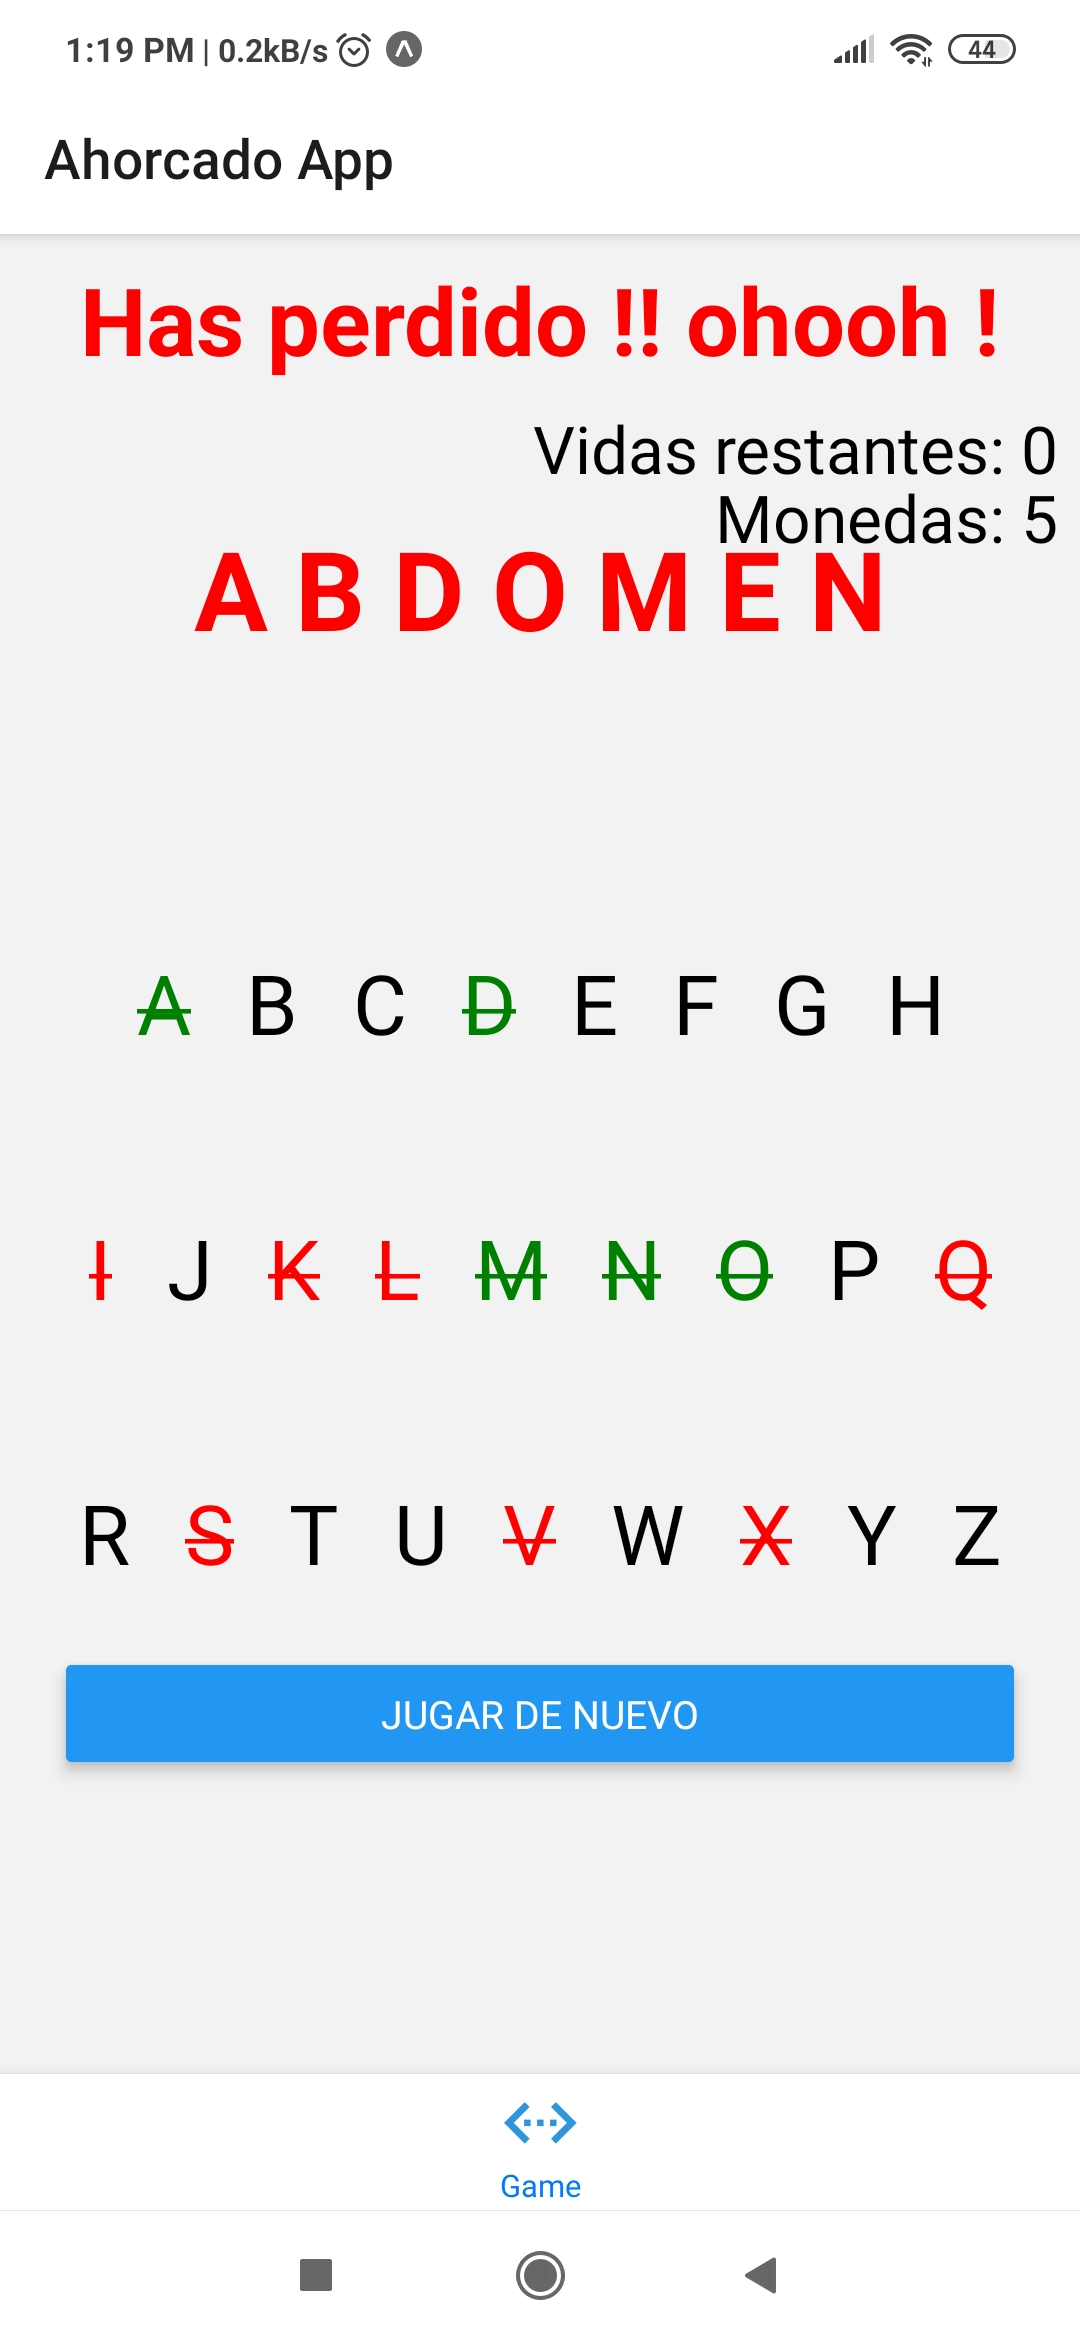 1:19 PM | 0.2kB/s 44
Ahorcado App
Has perdido !! ohooh !
Vidas restantes: 0
Monedas: 5
A B D O M E N
A B C D E F G H
I J K L M N O P Q
R S T U V W X Y Z
JUGAR DE NUEVO
Game